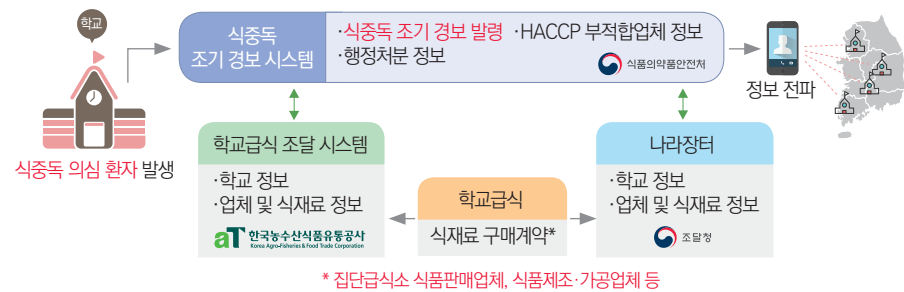 학교
식중독 의심 환자 발생
식중독
조기 경보 시스템
·식중독 조기 경보 발령 ·HACCP 부적합업체 정보
·행정처분 정보
식품의약품안전처
정보 전파
학교급식 조달 시스템
·학교 정보
·업체 및 식재료 정보
aT 한국농수산식품유통공사
Korea Agro-Fisheries & Food Trade Corporation
학교급식
식재료 구매계약*
나라장터
·학교 정보
·업체 및 식재료 정보
조달청
* 집단급식소 식품판매업체, 식품제조·가공업체 등